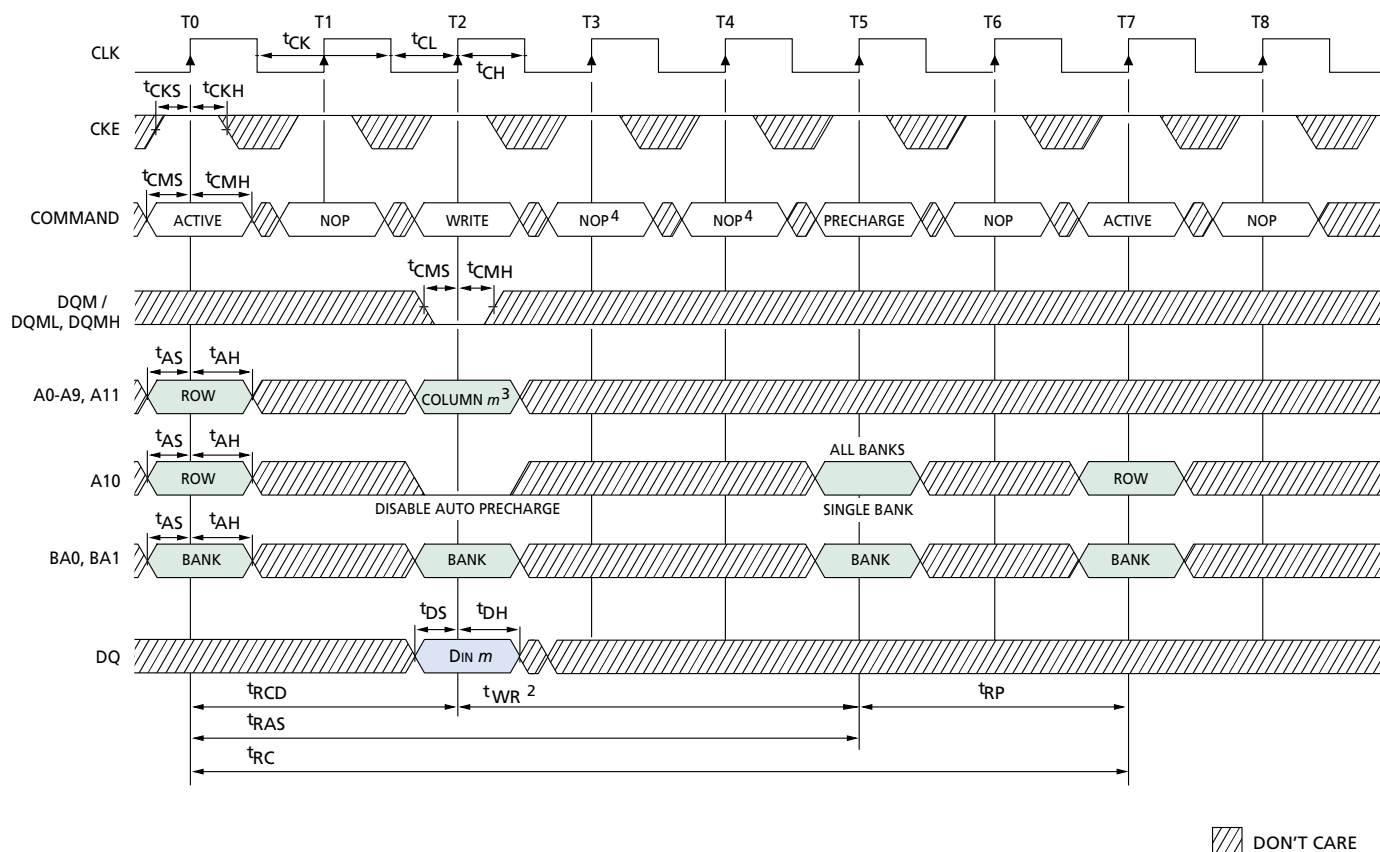 T0 T1 T2 T3 T4 T5 T6 T7 T8
CLK
tCK tCL
tCH
tCKS tCKH
CKE
tCMS tCMH
COMMAND ACTIVE NOP WRITE NOP4 NOP4 PRECHARGE NOP ACTIVE NOP
tCMS tCMH
DQM /
DQML, DQMH
tAS tAH
A0-A9, A11 ROW COLUMN m3
tAS tAH
ALL BANKS
A10 ROW ROW
DISABLE AUTO PRECHARGE SINGLE BANK
tAS tAH
BA0, BA1 BANK BANK BANK BANK
tDS tDH
DQ DIN m
tRCD tWR 2 tRP
tRAS
tRC
DON'T CARE